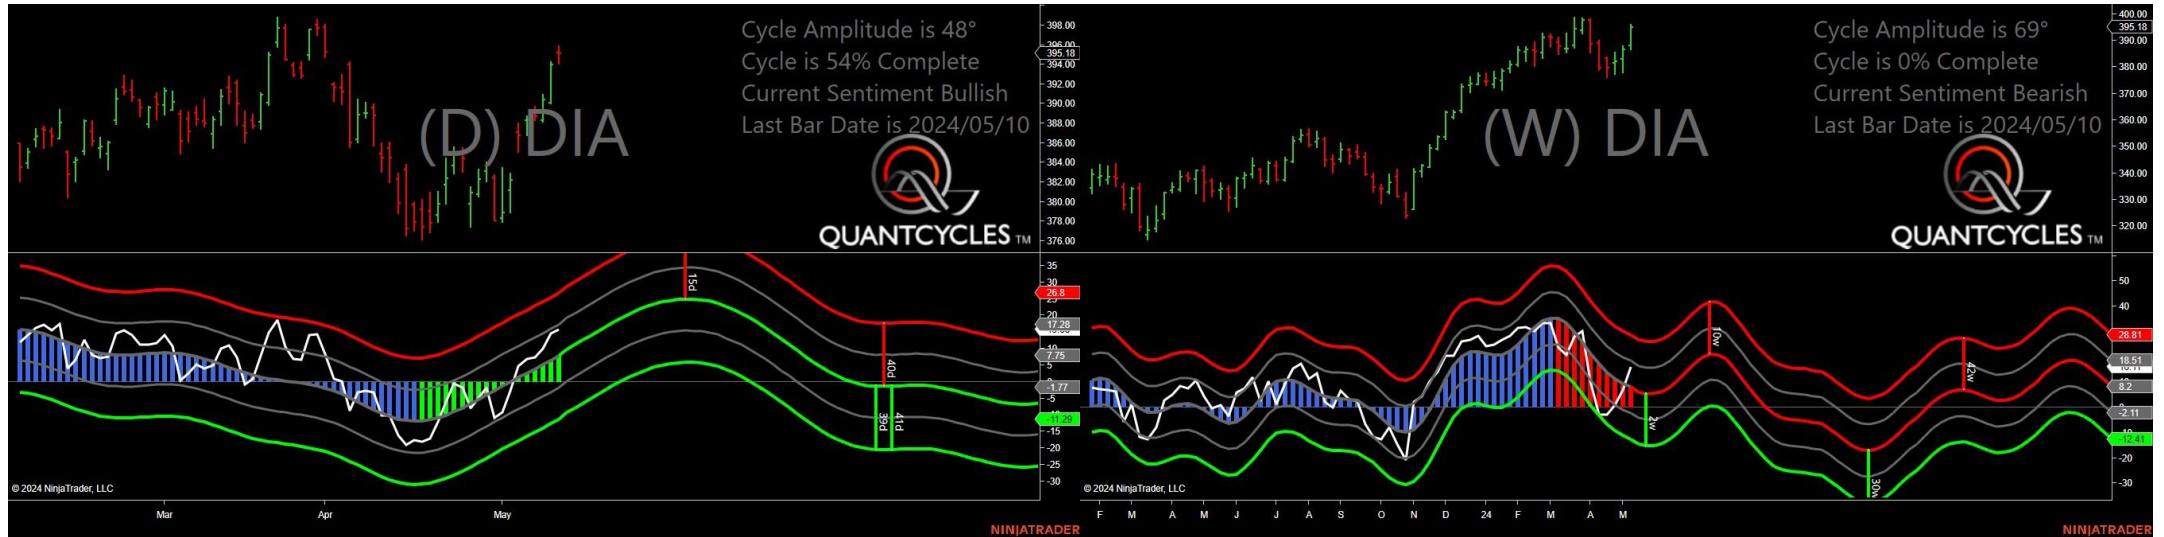 Cycle Amplitude is 48°
Cycle is 54% Complete
Current Sentiment Bullish
Last Bar Date is 2024/05/10
(D) DIA
QUANTCYCLES TM
398.00
396.00
395.18
394.00
392.00
390.00
388.00
386.00
384.00
382.00
380.00
378.00
376.00
35
30
26.8
25
20
17.28
10
7.75
5
-1.77
-5
-11.29
-15
-20
-25
-30
15d
40d
39d
41d
© 2024 NinjaTrader, LLC
Mar
Apr
May
NINJATRADER
Cycle Amplitude is 69°
Cycle is 0% Complete
Current Sentiment Bearish
Last Bar Date is 2024/05/10
(W) DIA
QUANTCYCLES TM
400.00
395.18
390.00
380.00
370.00
360.00
350.00
340.00
330.00
320.00
50
40
28.81
18.51
8.2
-2.11
-12.41
-20
-30
10w
2w
42w
30w
© 2024 NinjaTrader, LLC
F M A M J J A S O N D 24 F M A M
NINJATRADER